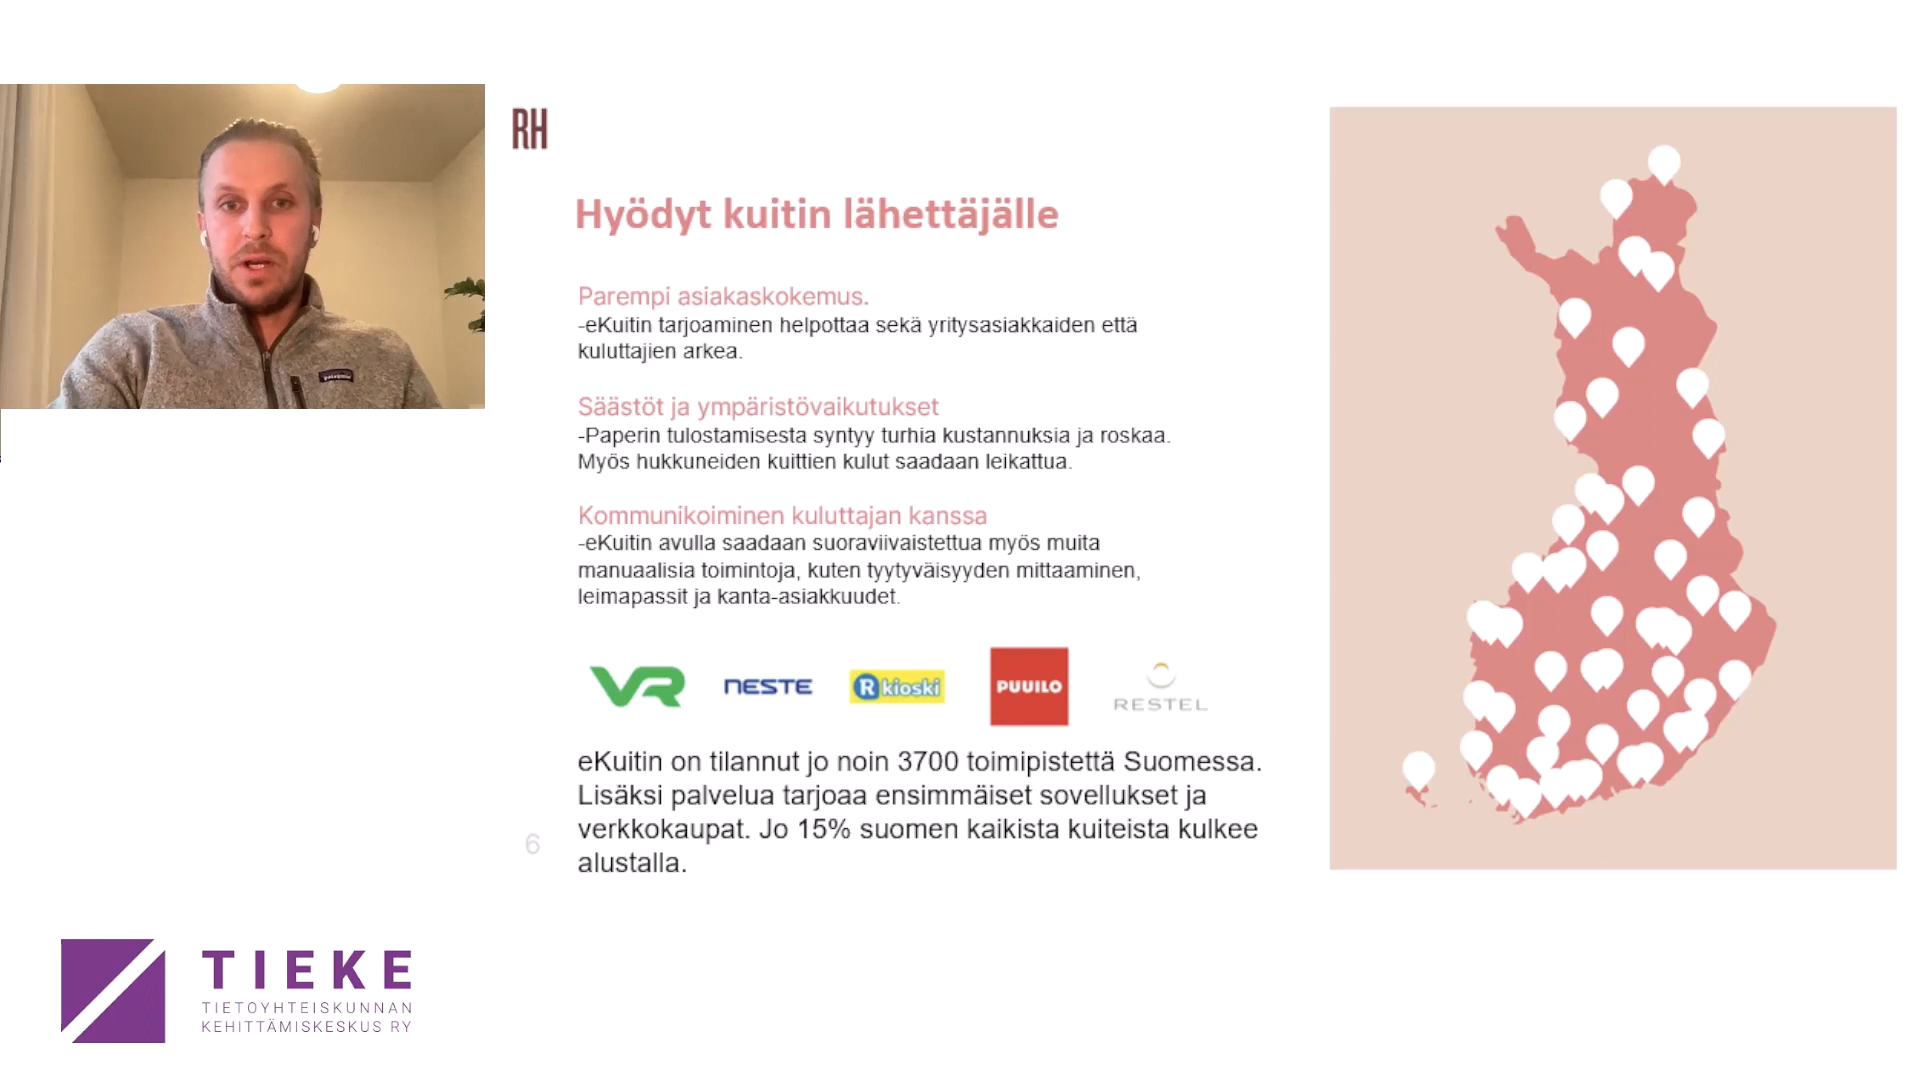 RH
Hyödyt kuitin lähettäjälle
Parempi asiakaskokemus.
-eKuitin tarjoaminen helpottaa sekä yritysasiakkaiden että
kuluttajien arkea.
Säästöt ja ympäristövaikutukset
-Paperin tulostamisesta syntyy turhia kustannuksia ja roskaa.
Myös hukkuneiden kuittien kulut saadaan leikattua.
Kommunikoiminen kuluttajan kanssa
-eKuitin avulla saadaan suoraviivaistettua myös muita
manuaalisia toimintoja, kuten tyytyväisyyden mittaaminen,
leimapassit ja kanta-asiakkuudet.
VR NESTE R kioski PUUILO RESTEL
eKuitin on tilannut jo noin 3700 toimipistettä Suomessa.
Lisäksi palvelua tarjoaa ensimmäiset sovellukset ja
verkkokaupat. Jo 15% suomen kaikista kuiteista kulkee
alustalla.
6
patagonia
TIEKE
TIETOYHTEISKUNNAN
KEHITTÄMISKESKUS RY